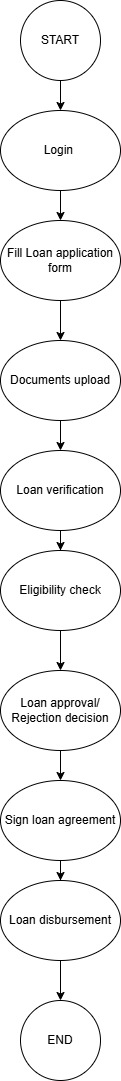 START
Login
Fill Loan application
form
Documents upload
Loan verification
Eligibility check
Loan approval/
Rejection decision
Sign loan agreement
Loan disbursement
END